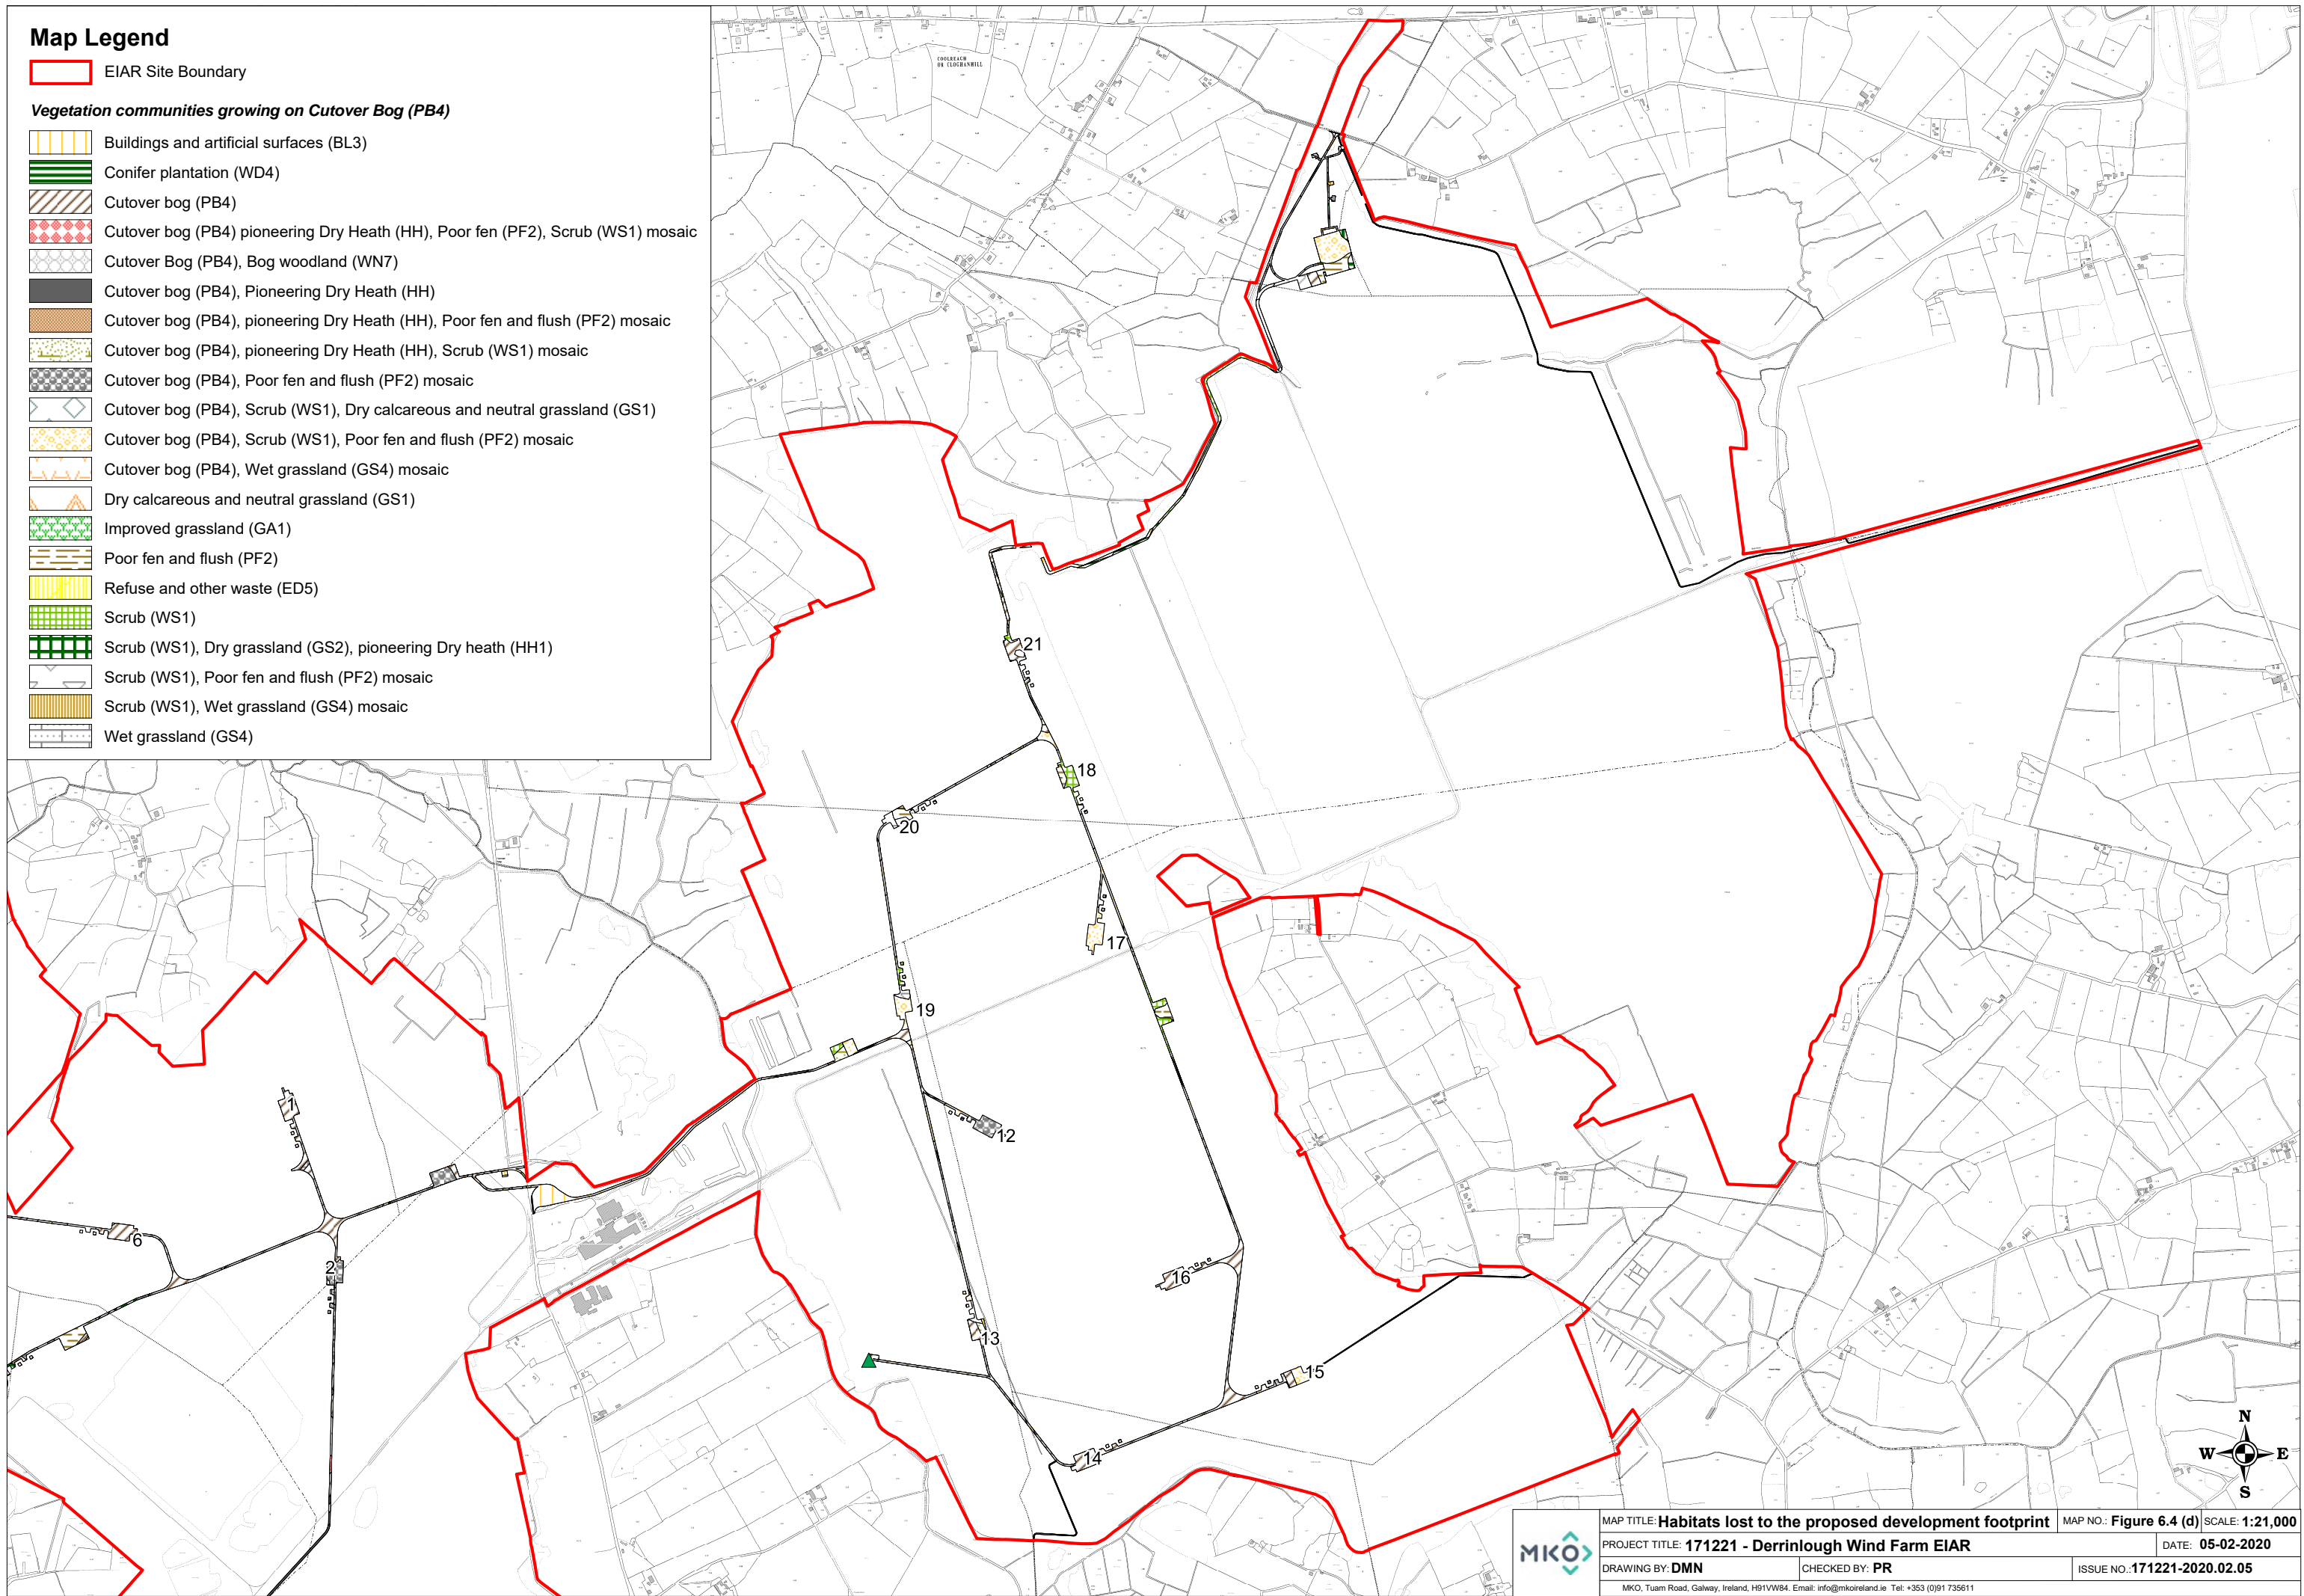 Map Legend
EIAR Site Boundary
Vegetation communities growing on Cutover Bog (PB4)
Buildings and artificial surfaces (BL3)
Conifer plantation (WD4)
Cutover bog (PB4)
Cutover bog (PB4) pioneering Dry Heath (HH), Poor fen (PF2), Scrub (WS1) mosaic
Cutover Bog (PB4), Bog woodland (WN7)
Cutover bog (PB4), Pioneering Dry Heath (HH)
Cutover bog (PB4), pioneering Dry Heath (HH), Poor fen and flush (PF2) mosaic
Cutover bog (PB4), pioneering Dry Heath (HH), Scrub (WS1) mosaic
Cutover bog (PB4), Poor fen and flush (PF2) mosaic
Cutover bog (PB4), Scrub (WS1), Dry calcareous and neutral grassland (GS1)
Cutover bog (PB4), Scrub (WS1), Poor fen and flush (PF2) mosaic
Cutover bog (PB4), Wet grassland (GS4) mosaic
Dry calcareous and neutral grassland (GS1)
Improved grassland (GA1)
Poor fen and flush (PF2)
Refuse and other waste (ED5)
Scrub (WS1)
Scrub (WS1), Dry grassland (GS2), pioneering Dry heath (HH1)
Scrub (WS1), Poor fen and flush (PF2) mosaic
Scrub (WS1), Wet grassland (GS4) mosaic
Wet grassland (GS4)
COOLREAGH
OR CLOGHANHILL
21
18
20
17
19
1
12
6
2
16
13
15
14
N
W E
S
MKO
MAP TITLE: Habitats lost to the proposed development footprint
MAP NO.: Figure 6.4 (d)
SCALE: 1:21,000
PROJECT TITLE: 171221 - Derrinlough Wind Farm EIAR
DATE: 05-02-2020
DRAWING BY: DMN
CHECKED BY: PR
ISSUE NO.: 171221-2020.02.05
MKO, Tuam Road, Galway, Ireland, H91VW84. Email: info@mkoireland.ie Tel: +353 (0)91 735611